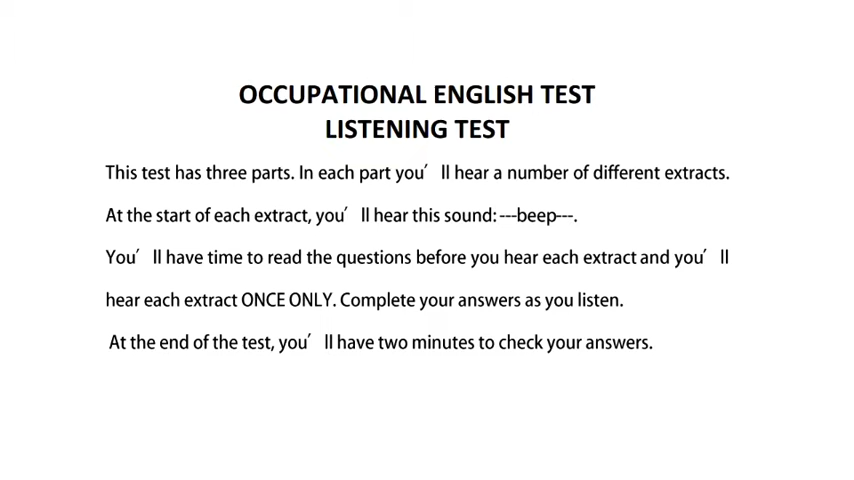 OCCUPATIONAL ENGLISH TEST
LISTENING TEST
This test has three parts. In each part you′ ll hear a number of different extracts.
At the start of each extract, you′ ll hear this sound: ---beep---.
You′ ll have time to read the questions before you hear each extract and you′ ll
hear each extract ONCE ONLY. Complete your answers as you listen.
At the end of the test, you′ ll have two minutes to check your answers.